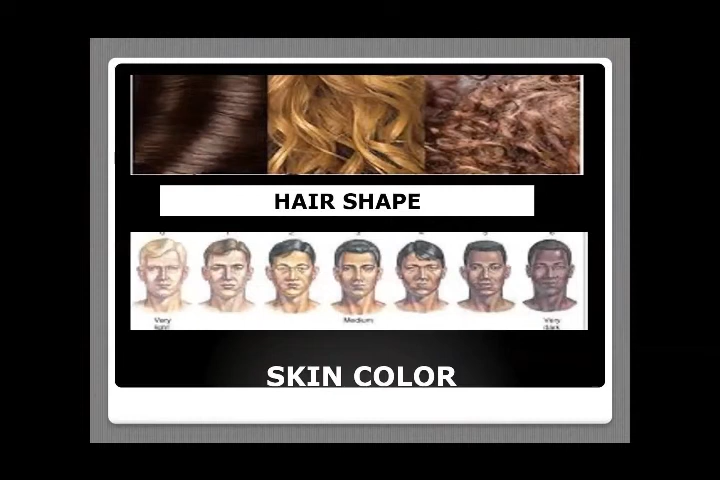 HAIR SHAPE
Very light
Medium
Very dark
SKIN COLOR